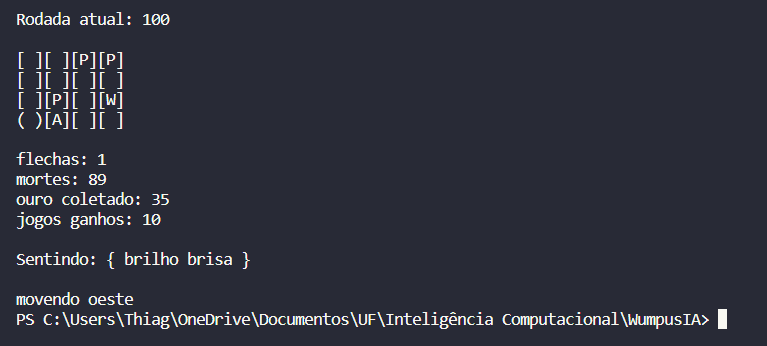 Rodada atual: 100
[ ][ ][P][P]
[ ][ ][ ][ ]
[ ][P][ ][W]
( )[A][ ][ ]
flechas: 1
mortes: 89
ouro coletado: 35
jogos ganhos: 10
Sentindo: { brilho brisa }
movendo oeste
PS C:\Users\Thiag\OneDrive\Documentos\UF\Inteligência Computacional\WumpusIA>